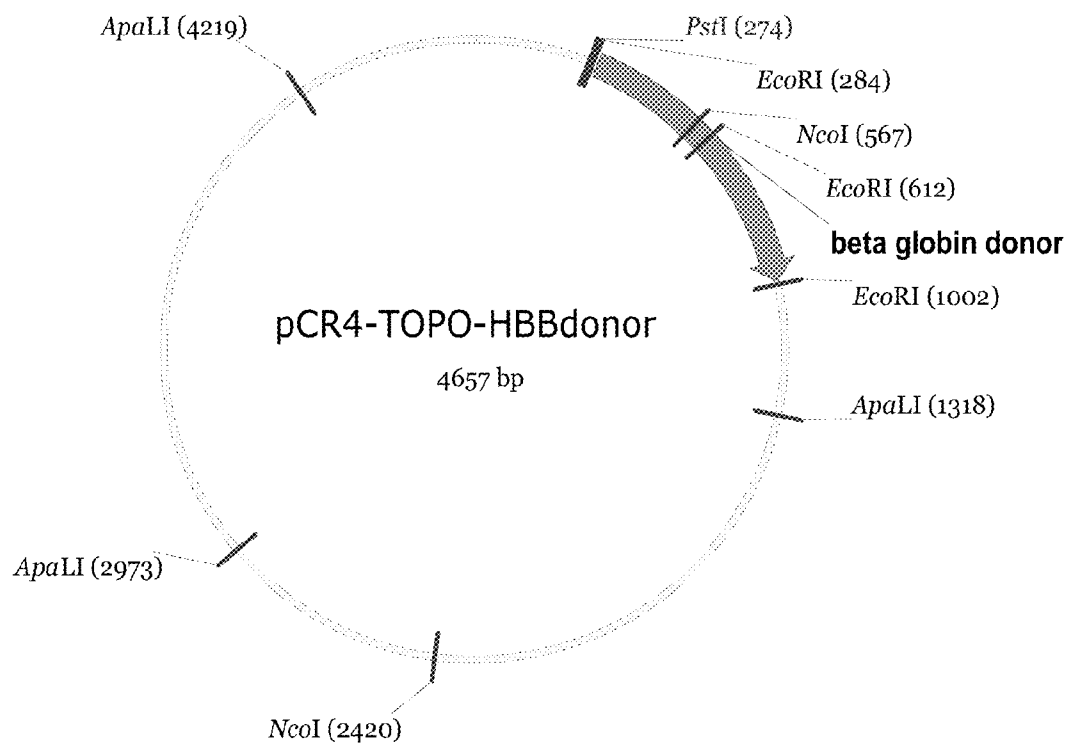 ApaLI (4219)
PstI (274)
EcoRI (284)
NcoI (567)
EcoRI (612)
beta globin donor
EcoRI (1002)
pCR4-TOPO-HBBdonor
4657 bp
ApaLI (1318)
ApaLI (2973)
NcoI (2420)